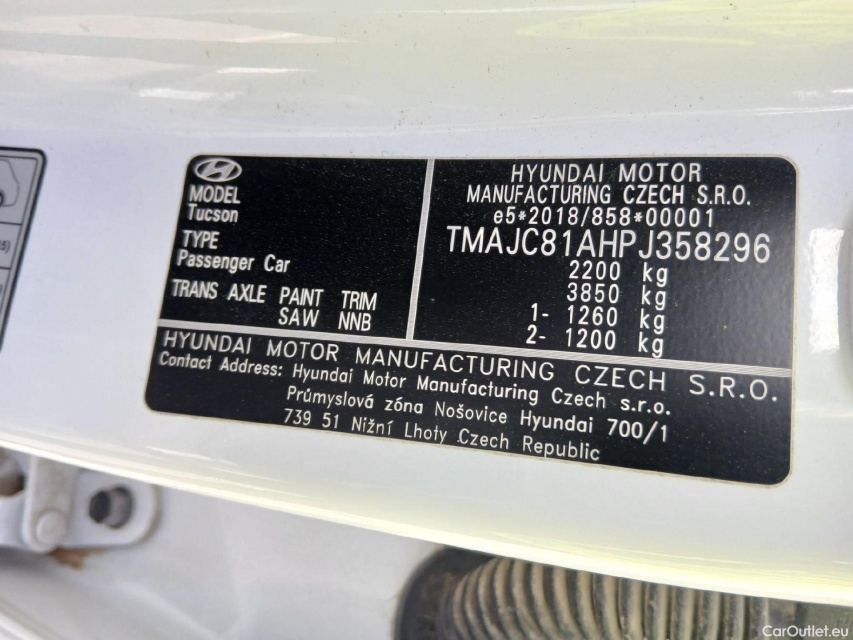 MODEL
Tucson
TYPE
Passenger Car
TRANS AXLE PAINT TRIM
SAW NNB
HYUNDAI MOTOR
MANUFACTURING CZECH S.R.O.
e5*2018/858*00001
TMAJC81AHPJ358296
2200 kg
3850 kg
1- 1260 kg
2- 1200 kg
HYUNDAI MOTOR MANUFACTURING CZECH S.R.O.
Contact Address: Hyundai Motor Manufacturing Czech s.r.o.
Průmyslová zóna Nošovice Hyundai 700/1
739 51 Nižní Lhoty Czech Republic
CarOutlet.eu